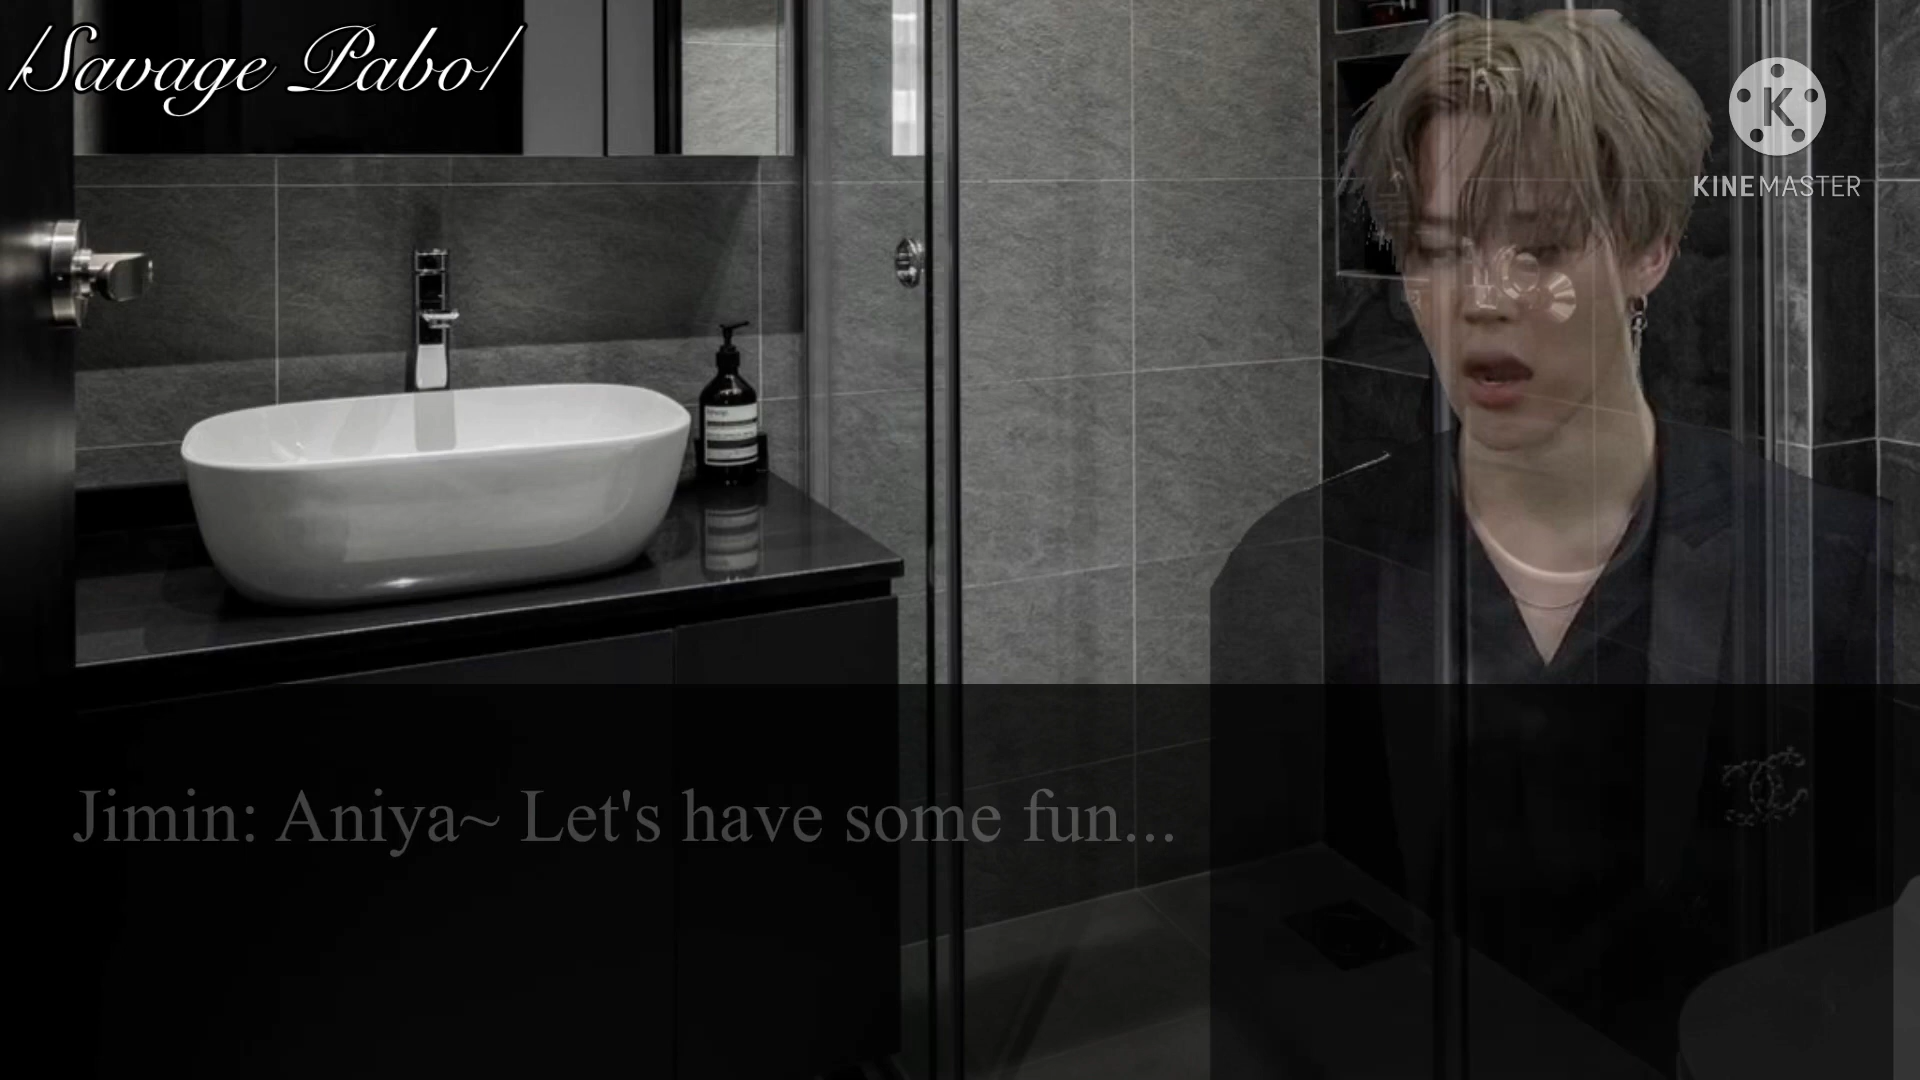 /Savage Pabo/
K
KINEMASTER
Jimin: Aniya~ Let's have some fun...